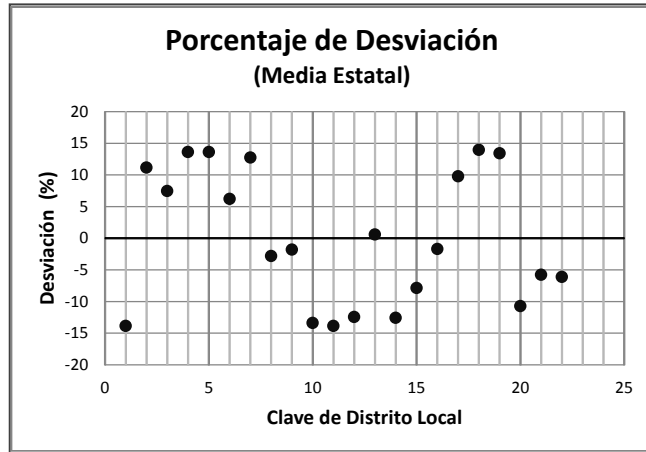 Porcentaje de Desviación
(Media Estatal)
20
15
10
5
0
-5
-10
-15
-20
Desviación (%)
0 5 10 15 20 25
Clave de Distrito Local